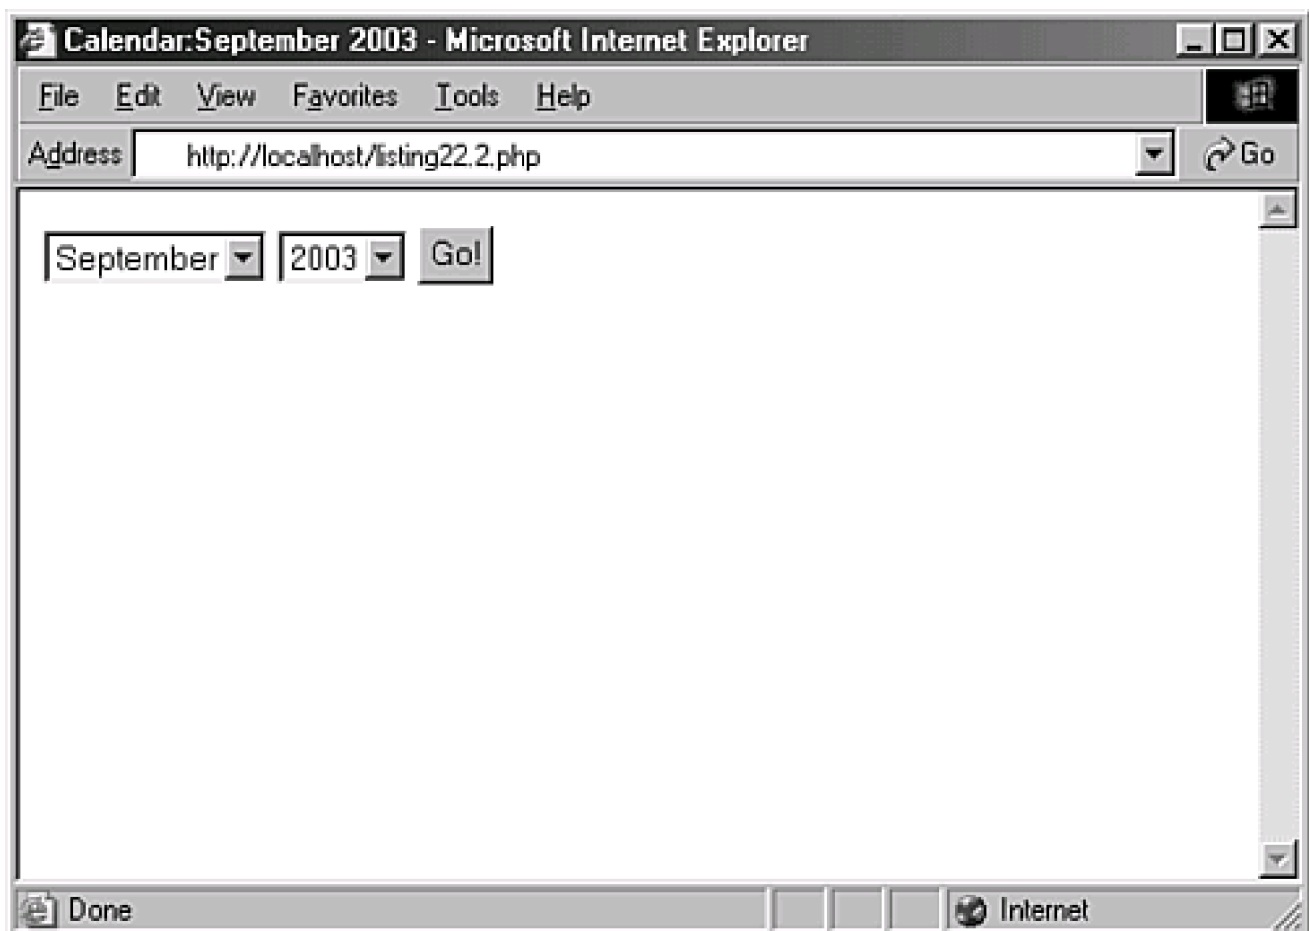 Calendar:September 2003 - Microsoft Internet Explorer
File Edit View Favorites Tools Help
Address http://localhost/listing22.2.php Go
September 2003 Go!
Done Internet